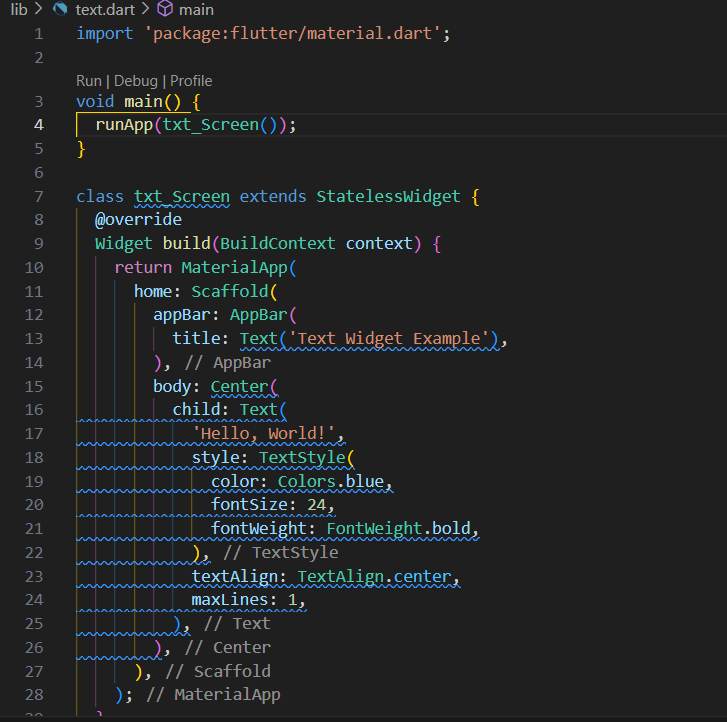 lib > text.dart > main
1 import 'package:flutter/material.dart';
2
Run | Debug | Profile
3 void main() {
4   runApp(txt_Screen());
5 }
6
7 class txt_Screen extends StatelessWidget {
8   @override
9   Widget build(BuildContext context) {
10     return MaterialApp(
11       home: Scaffold(
12         appBar: AppBar(
13           title: Text('Text Widget Example'),
14         ), // AppBar
15         body: Center(
16           child: Text(
17             'Hello, World!',
18             style: TextStyle(
19               color: Colors.blue,
20               fontSize: 24,
21               fontWeight: FontWeight.bold,
22             ), // TextStyle
23             textAlign: TextAlign.center,
24             maxLines: 1,
25           ), // Text
26         ), // Center
27       ), // Scaffold
28     ); // MaterialApp